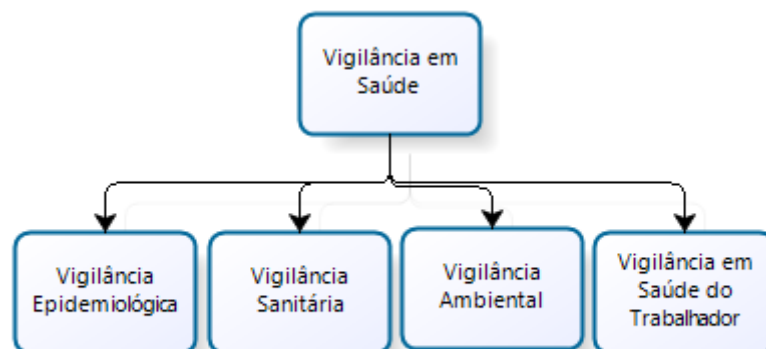 Vigilância em
Saúde
Vigilância
Epidemiológica
Vigilância
Sanitária
Vigilância
Ambiental
Vigilância em
Saúde do
Trabalhador